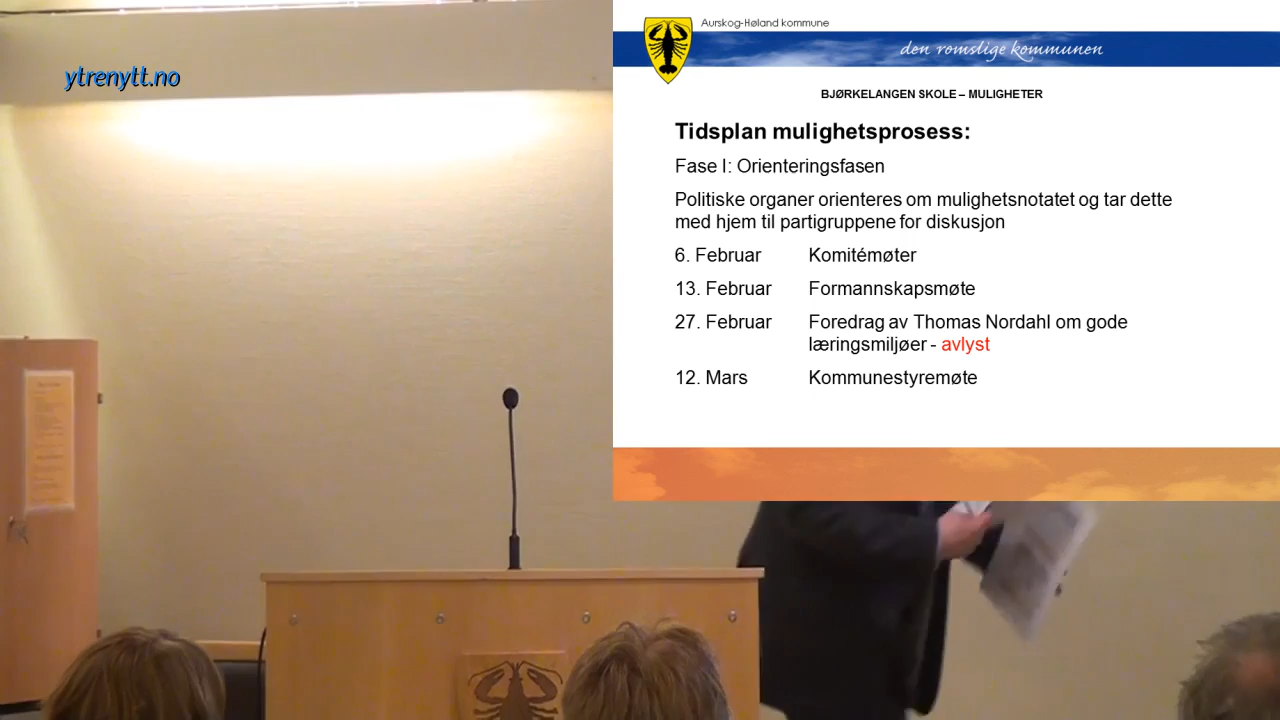 ytrenytt.no
Aurskog-Høland kommune
den romslige kommunen
BJØRKELANGEN SKOLE – MULIGHETER
Tidsplan mulighetsprosess:
Fase I: Orienteringsfasen
Politiske organer orienteres om mulighetsnotatet og tar dette
med hjem til partigruppene for diskusjon
6. Februar Komitémøter
13. Februar Formannskapsmøte
27. Februar Foredrag av Thomas Nordahl om gode
læringsmiljøer - avlyst
12. Mars Kommunestyremøte